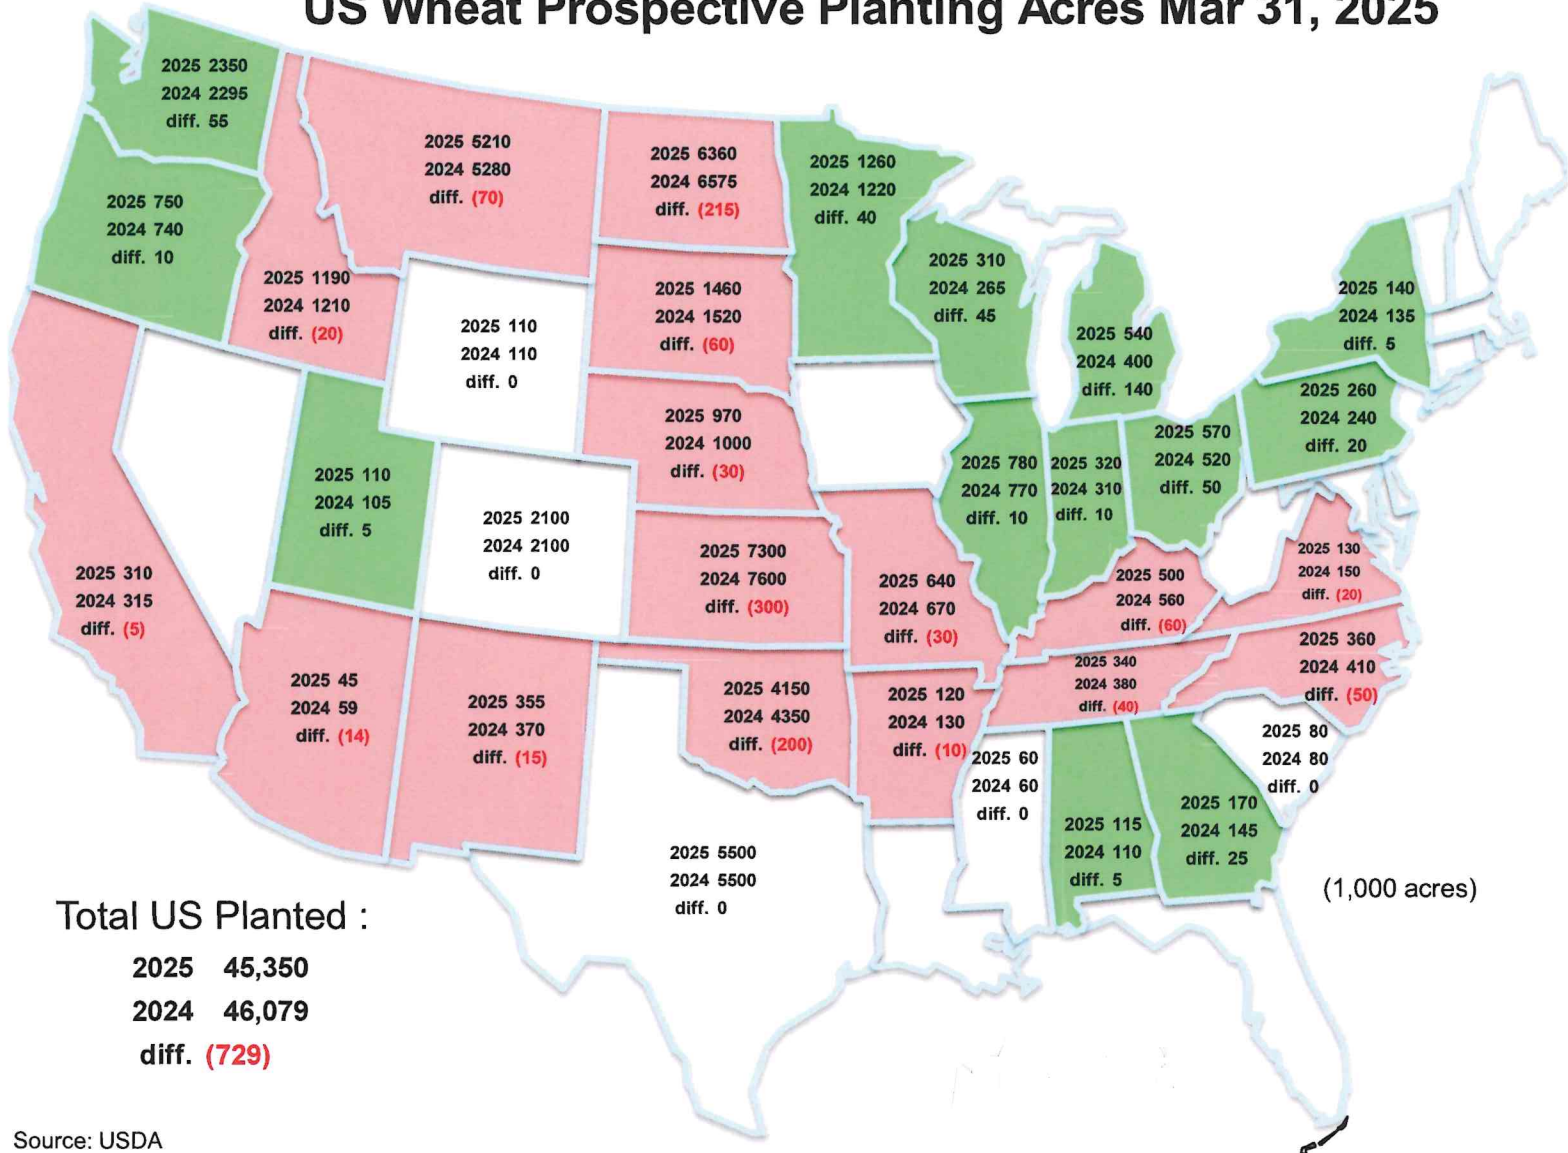 US Wheat Prospective Planting Acres Mar 31, 2025
2025 2350
2024 2295
diff. 55
2025 750
2024 740
diff. 10
2025 1190
2024 1210
diff. (20)
2025 5210
2024 5280
diff. (70)
2025 6360
2024 6575
diff. (215)
2025 1260
2024 1220
diff. 40
2025 310
2024 265
diff. 45
2025 540
2024 400
diff. 140
2025 140
2024 135
diff. 5
2025 110
2024 110
diff. 0
2025 1460
2024 1520
diff. (60)
2025 970
2024 1000
diff. (30)
2025 260
2024 240
diff. 20
2025 570
2024 520
diff. 50
2025 780
2024 770
diff. 10
2025 320
2024 310
diff. 10
2025 110
2024 105
diff. 5
2025 2100
2024 2100
diff. 0
2025 7300
2024 7600
diff. (300)
2025 640
2024 670
diff. (30)
2025 500
2024 560
diff. (60)
2025 130
2024 150
diff. (20)
2025 310
2024 315
diff. (5)
2025 45
2024 59
diff. (14)
2025 355
2024 370
diff. (15)
2025 4150
2024 4350
diff. (200)
2025 120
2024 130
diff. (10)
2025 340
2024 380
diff. (40)
2025 360
2024 410
diff. (50)
2025 60
2024 60
diff. 0
2025 115
2024 110
diff. 5
2025 170
2024 145
diff. 25
2025 80
2024 80
diff. 0
2025 5500
2024 5500
diff. 0
(1,000 acres)
Total US Planted :
2025 45,350
2024 46,079
diff. (729)
Source: USDA